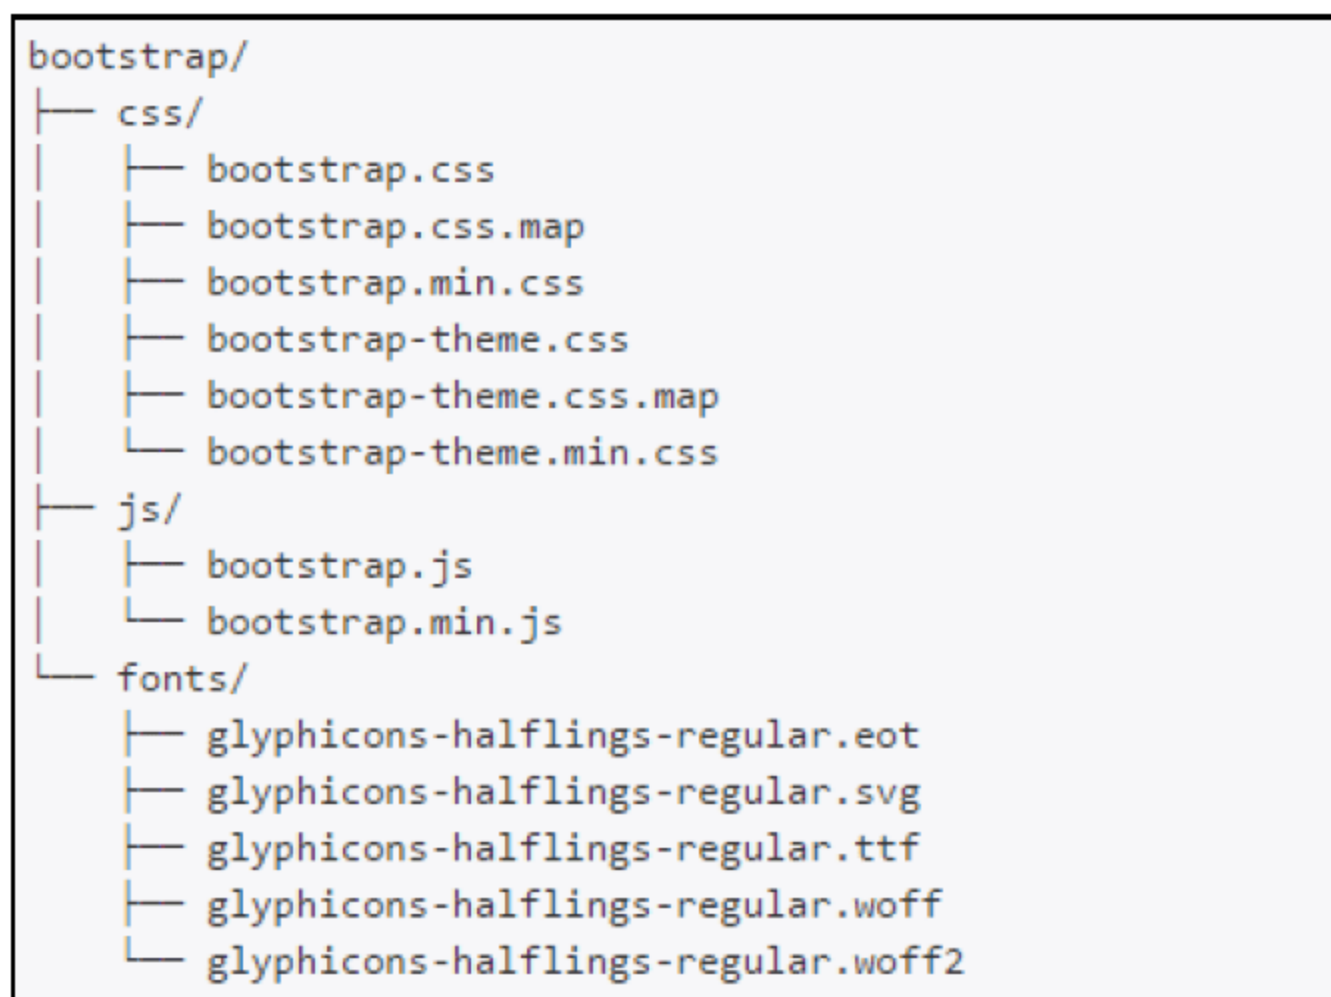 bootstrap/
├── css/
│   ├── bootstrap.css
│   ├── bootstrap.css.map
│   ├── bootstrap.min.css
│   ├── bootstrap-theme.css
│   ├── bootstrap-theme.css.map
│   └── bootstrap-theme.min.css
├── js/
│   ├── bootstrap.js
│   └── bootstrap.min.js
└── fonts/
    ├── glyphicons-halflings-regular.eot
    ├── glyphicons-halflings-regular.svg
    ├── glyphicons-halflings-regular.ttf
    ├── glyphicons-halflings-regular.woff
    └── glyphicons-halflings-regular.woff2